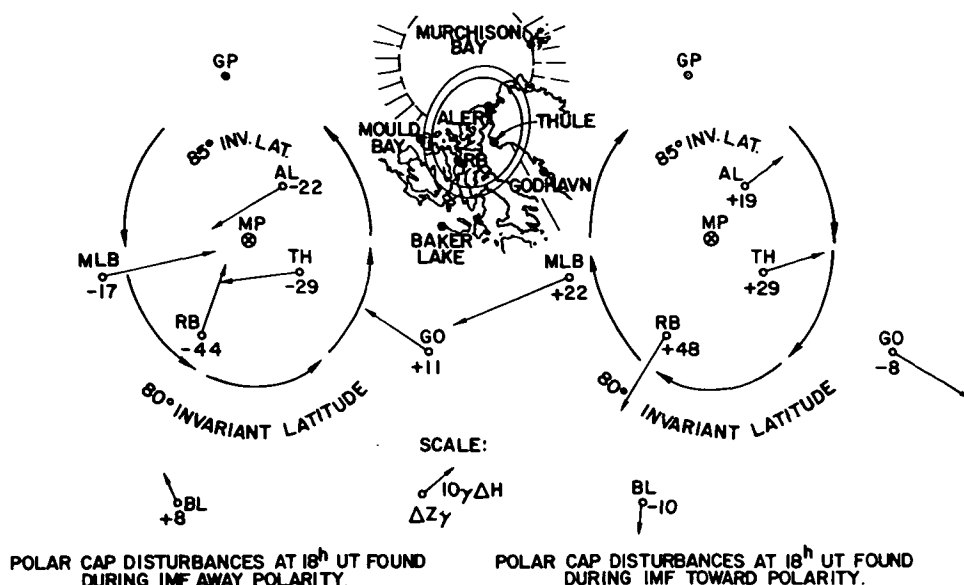 GP
85° INV. LAT.
AL
-22
MP
MLB
-17
TH
-29
RB
-44
GO
+11
80° INVARIANT LATITUDE
BL
+8
MURCHISON
BAY
ALERT
THULE
MOULD
BAY
RB
GODHAVN
BAKER
LAKE
SCALE:
10γΔH
ΔZγ
GP
85° INV. LAT.
AL
+19
MP
MLB
+22
TH
+29
RB
+48
GO
-8
80° INVARIANT LATITUDE
BL
-10
POLAR CAP DISTURBANCES AT 18h UT FOUND
DURING IMF AWAY POLARITY.
POLAR CAP DISTURBANCES AT 18h UT FOUND
DURING IMF TOWARD POLARITY.